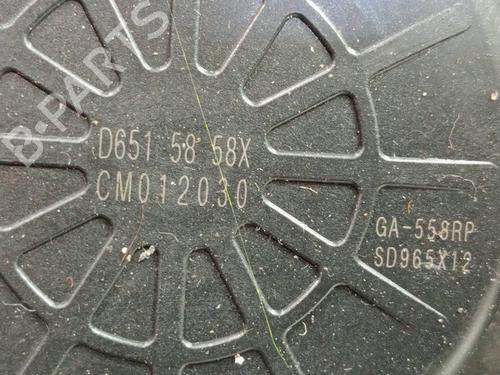 B-PARTS
D651 58 58X
CM012030
GA-558RP
SD965X12